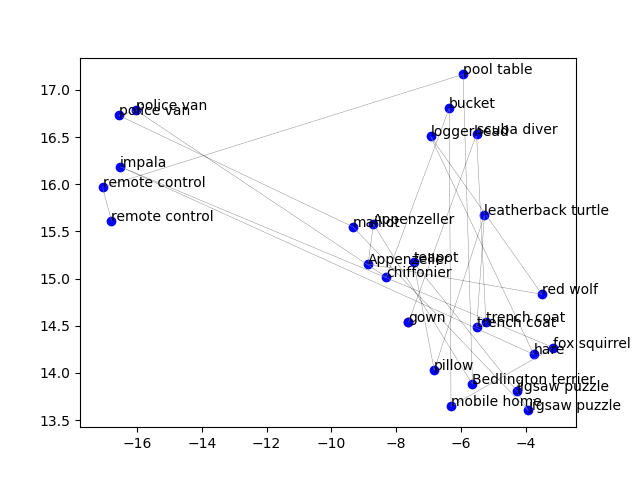 pool table
bucket
police van
police van
loggerhead
scuba diver
impala
remote control
remote control
leatherback turtle
Appenzeller
manhole
Appenzeller
teapot
chiffonier
red wolf
gown
trench coat
trench coat
hare
fox squirrel
pillow
Bedlington terrier
jigsaw puzzle
mobile home
jigsaw puzzle
17.0
16.5
16.0
15.5
15.0
14.5
14.0
13.5
−16
−14
−12
−10
−8
−6
−4